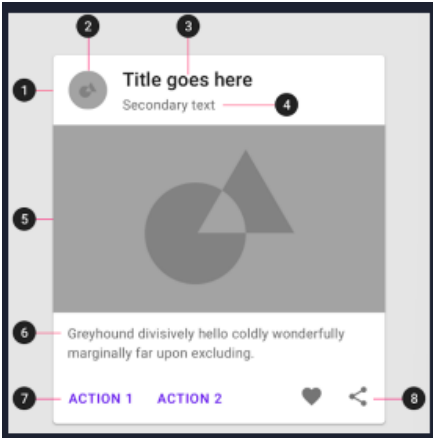 2
3
1
Title goes here
Secondary text
4
5
6
Greyhound divisively hello coldly wonderfully
marginally far upon excluding.
7
ACTION 1
ACTION 2
8